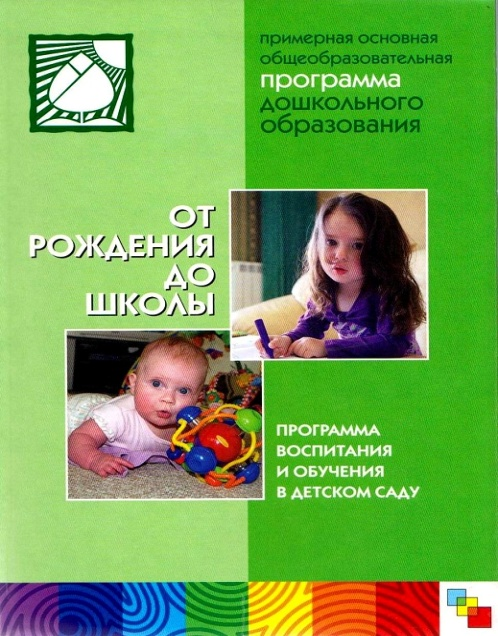 примерная основная
общеобразовательная
программа
дошкольного
образования
ОТ
РОЖДЕНИЯ
ДО
ШКОЛЫ
ПРОГРАММА
ВОСПИТАНИЯ
И ОБУЧЕНИЯ
В ДЕТСКОМ САДУ